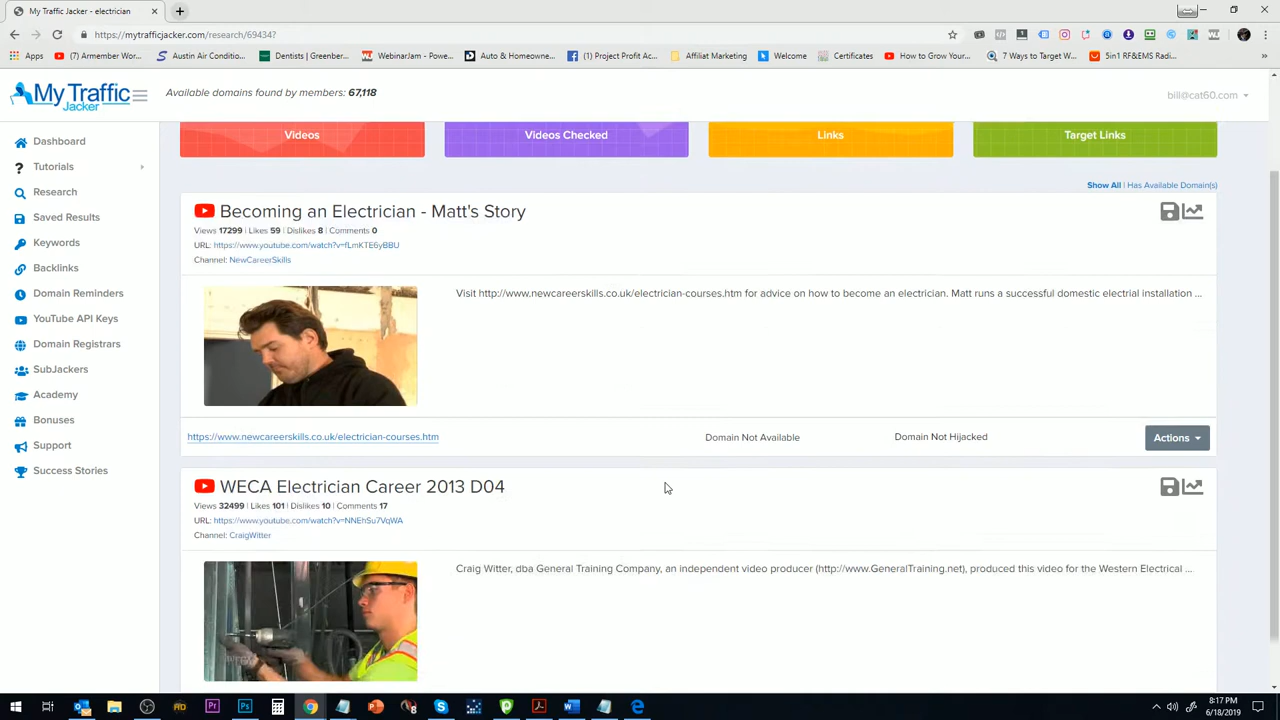 My Traffic Jacker - electrician
https://mytrafficjacker.com/research/69434?
Apps
(7) Armember Wor...
Austin Air Conditio...
Dentists | Greenber...
WebinarJam - Pow...
Auto & Homeowne...
(1) Project Profit Ac...
Affiliat Marketing
Welcome
Certificates
How to Grow Your...
7 Ways to Target W...
5in1 RF&EMS Radi...
»
My Traffic
Jacker
Available domains found by members: 67,118
bill@cat60.com
Dashboard
Tutorials
Research
Saved Results
Keywords
Backlinks
Domain Reminders
YouTube API Keys
Domain Registrars
SubJackers
Academy
Bonuses
Support
Success Stories
Videos
Videos Checked
Links
Target Links
Show All | Has Available Domain(s)
Becoming an Electrician - Matt's Story
Views 17299 | Likes 59 | Dislikes 8 | Comments 0
URL: https://www.youtube.com/watch?v=fLmKTE6yBBU
Channel: NewCareerSkills
Visit http://www.newcareerskills.co.uk/electrician-courses.htm for advice on how to become an electrician. Matt runs a successful domestic electrial installation ...
https://www.newcareerskills.co.uk/electrician-courses.htm
Domain Not Available
Domain Not Hijacked
Actions
WECA Electrician Career 2013 D04
Views 32499 | Likes 101 | Dislikes 10 | Comments 17
URL: https://www.youtube.com/watch?v=NNEhSu7VqWA
Channel: CraigWitter
Craig Witter, dba General Training Company, an independent video producer (http://www.GeneralTraining.net), produced this video for the Western Electrical ...
8:17 PM
6/18/2019